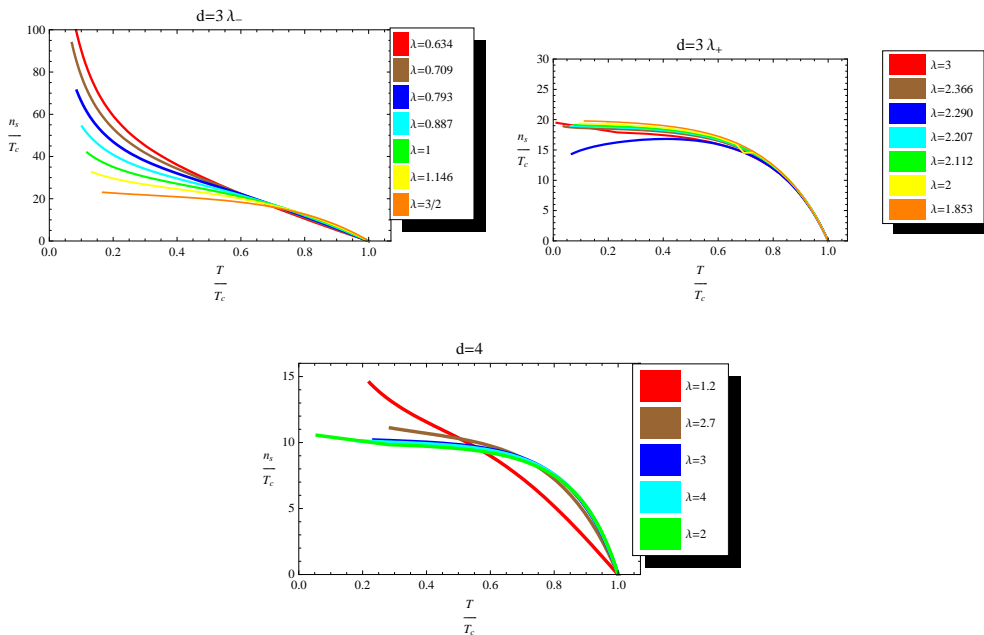 d=3 λ₋
100
80
60
40
20
0
n_s
T_c
0.0 0.2 0.4 0.6 0.8 1.0
T
T_c
λ=0.634
λ=0.709
λ=0.793
λ=0.887
λ=1
λ=1.146
λ=3/2
d=3 λ₊
30
25
20
15
10
5
0
n_s
T_c
0.0 0.2 0.4 0.6 0.8 1.0
T
T_c
λ=3
λ=2.366
λ=2.290
λ=2.207
λ=2.112
λ=2
λ=1.853
d=4
15
10
5
0
n_s
T_c
0.0 0.2 0.4 0.6 0.8 1.0
T
T_c
λ=1.2
λ=2.7
λ=3
λ=4
λ=2